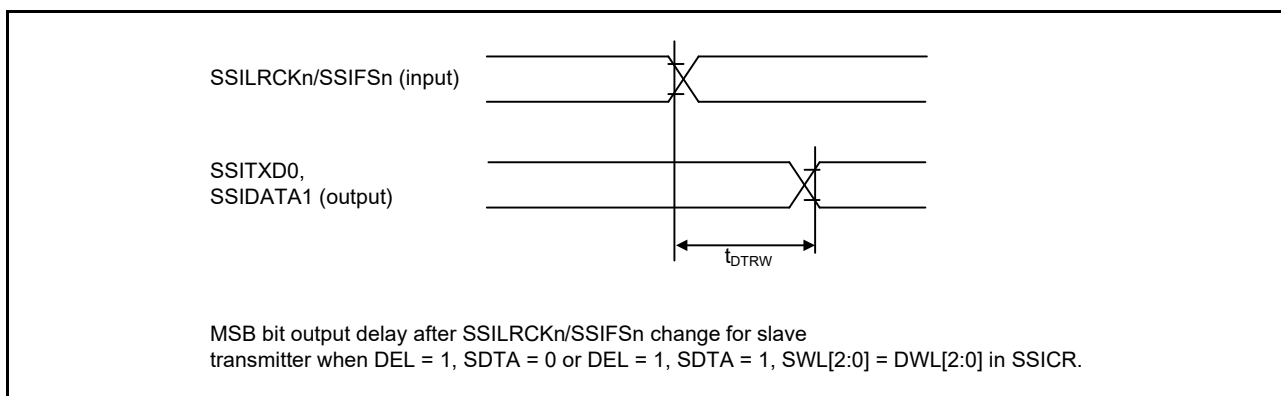 SSILRCKn/SSIFSn (input)
SSITXD0,
SSIDATA1 (output)
tDTRW
MSB bit output delay after SSILRCKn/SSIFSn change for slave
transmitter when DEL = 1, SDTA = 0 or DEL = 1, SDTA = 1, SWL[2:0] = DWL[2:0] in SSICR.